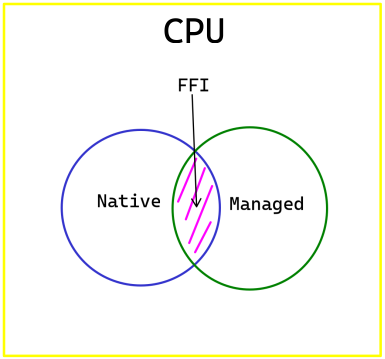 CPU
FFI
Native
Managed